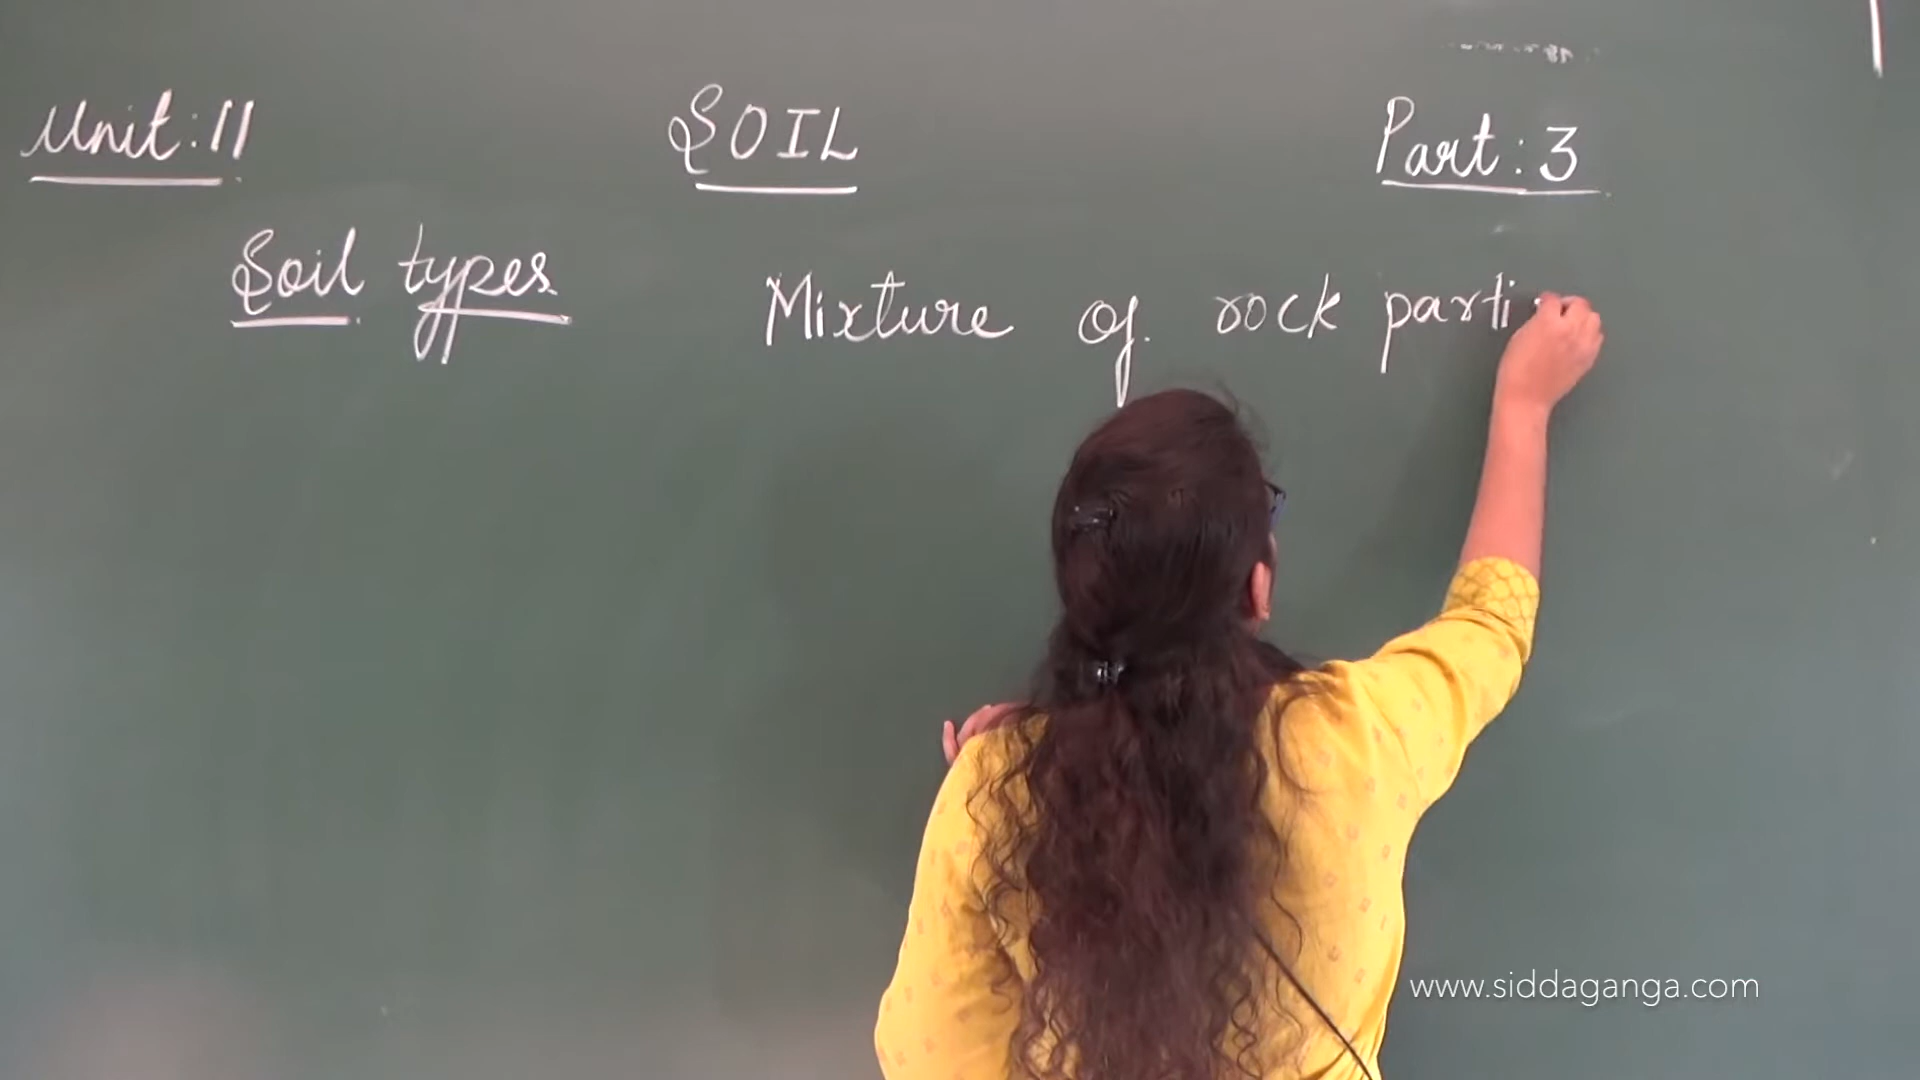 Unit: 11 SOIL Part: 3
Soil types Mixture of rock parti
www.siddaganga.com